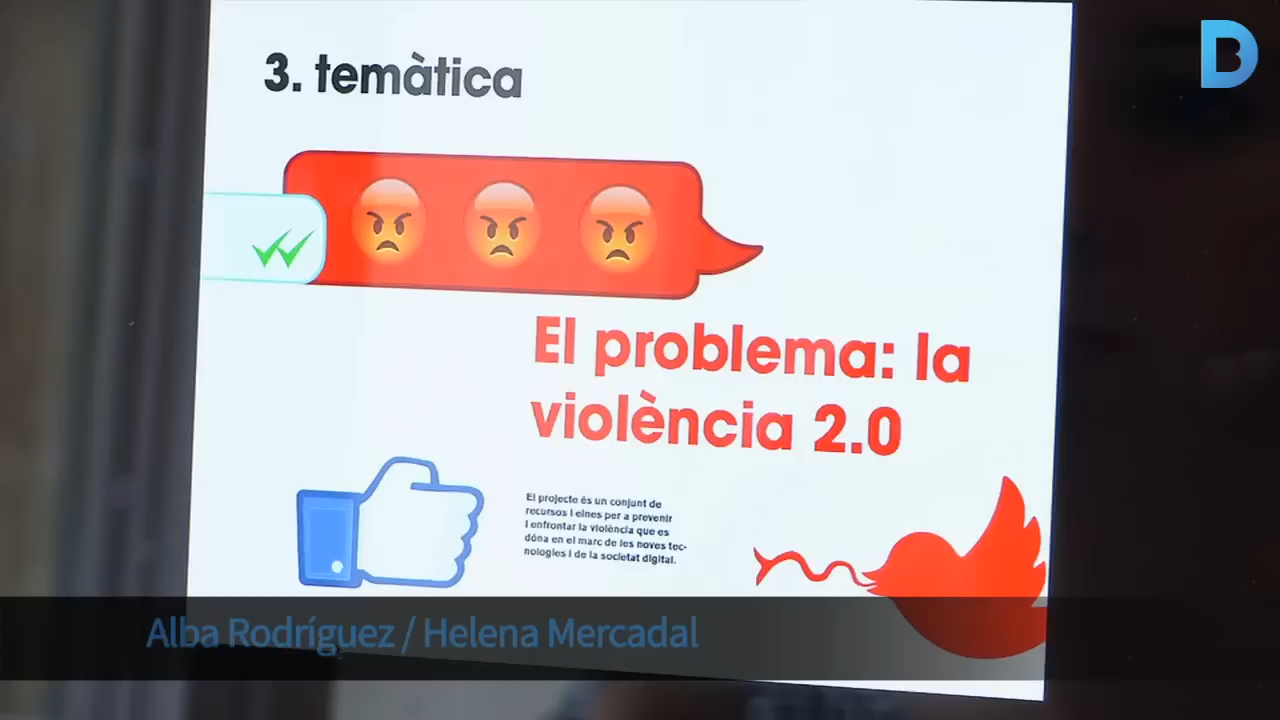 3. temàtica
El problema: la
violència 2.0
El projecte és un conjunt de
recursos i eines per a prevenir
i enfrontar la violència que es
dóna en el marc de les noves tec-
nologies i de la societat digital.
Alba Rodríguez / Helena Mercadal